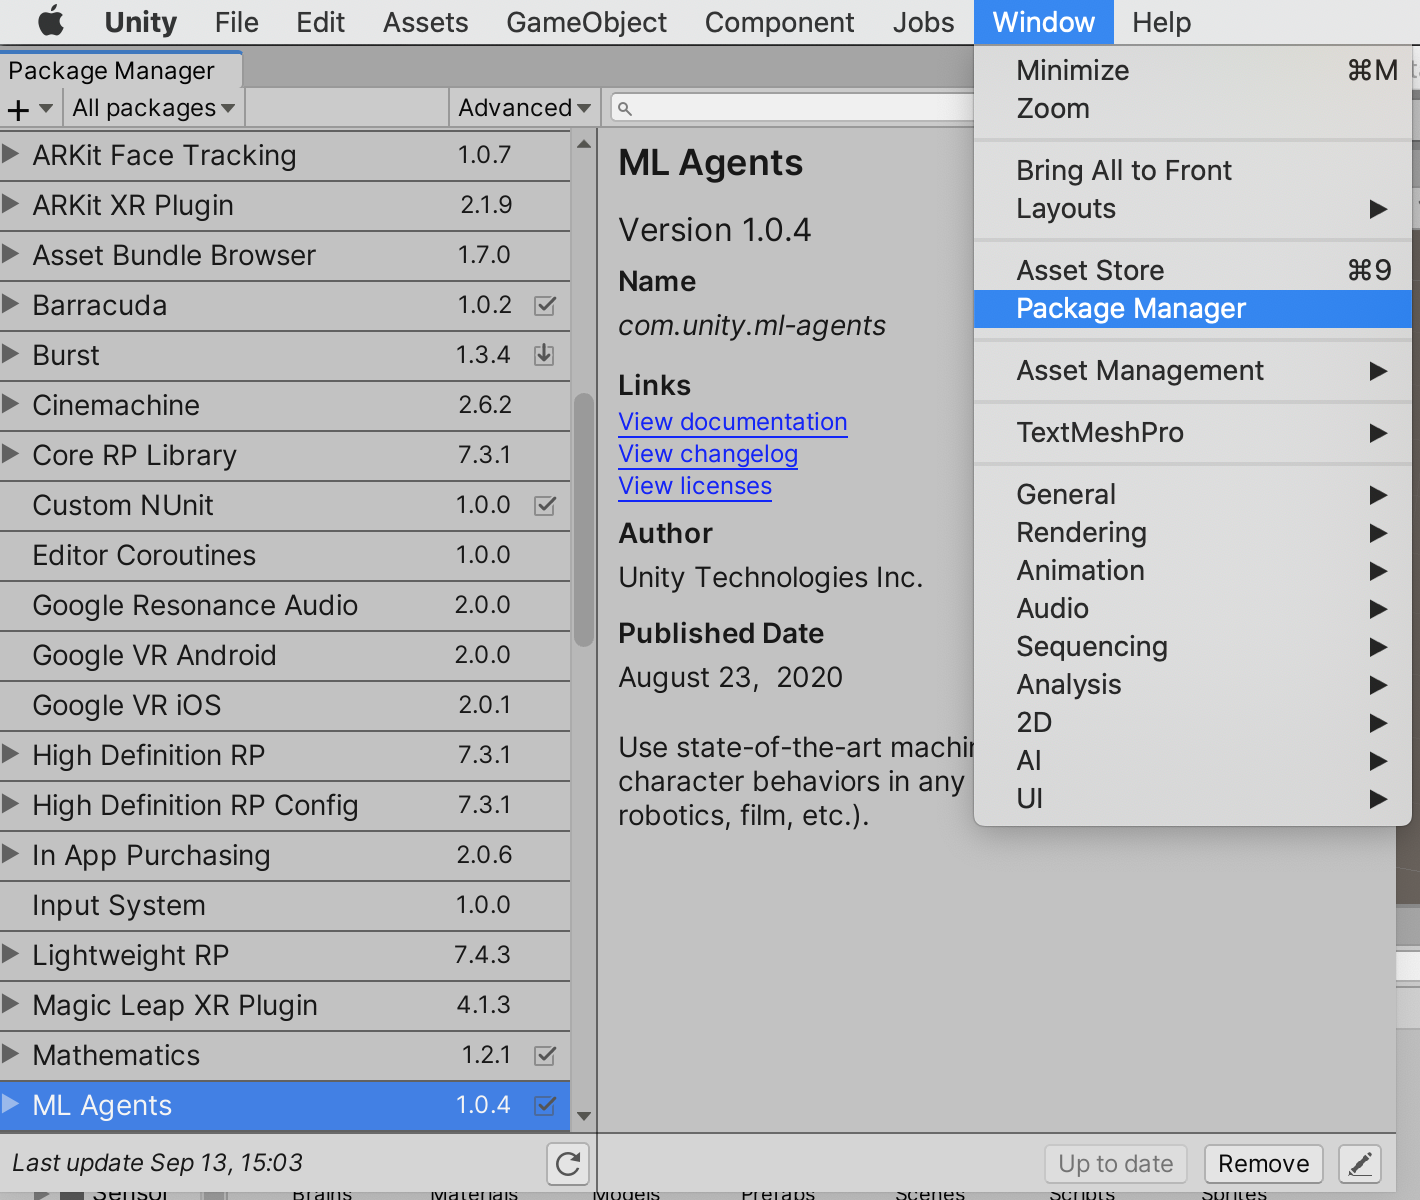 Unity File Edit Assets GameObject Component Jobs Window Help
Package Manager
+ All packages Advanced
ARKit Face Tracking 1.0.7
ARKit XR Plugin 2.1.9
Asset Bundle Browser 1.7.0
Barracuda 1.0.2
Burst 1.3.4
Cinemachine 2.6.2
Core RP Library 7.3.1
Custom NUnit 1.0.0
Editor Coroutines 1.0.0
Google Resonance Audio 2.0.0
Google VR Android 2.0.0
Google VR iOS 2.0.1
High Definition RP 7.3.1
High Definition RP Config 7.3.1
In App Purchasing 2.0.6
Input System 1.0.0
Lightweight RP 7.4.3
Magic Leap XR Plugin 4.1.3
Mathematics 1.2.1
ML Agents 1.0.4
Last update Sep 13, 15:03
ML Agents
Version 1.0.4
Name
com.unity.ml-agents
Links
View documentation
View changelog
View licenses
Author
Unity Technologies Inc.
Published Date
August 23, 2020
Use state-of-the-art machin
character behaviors in any
robotics, film, etc.).
Up to date Remove
Minimize ⌘M
Zoom
Bring All to Front
Layouts
Asset Store ⌘9
Package Manager
Asset Management
TextMeshPro
General
Rendering
Animation
Audio
Sequencing
Analysis
2D
AI
UI
Sensor Brains Materials Models Prefabs Scenes Scripts Sprites